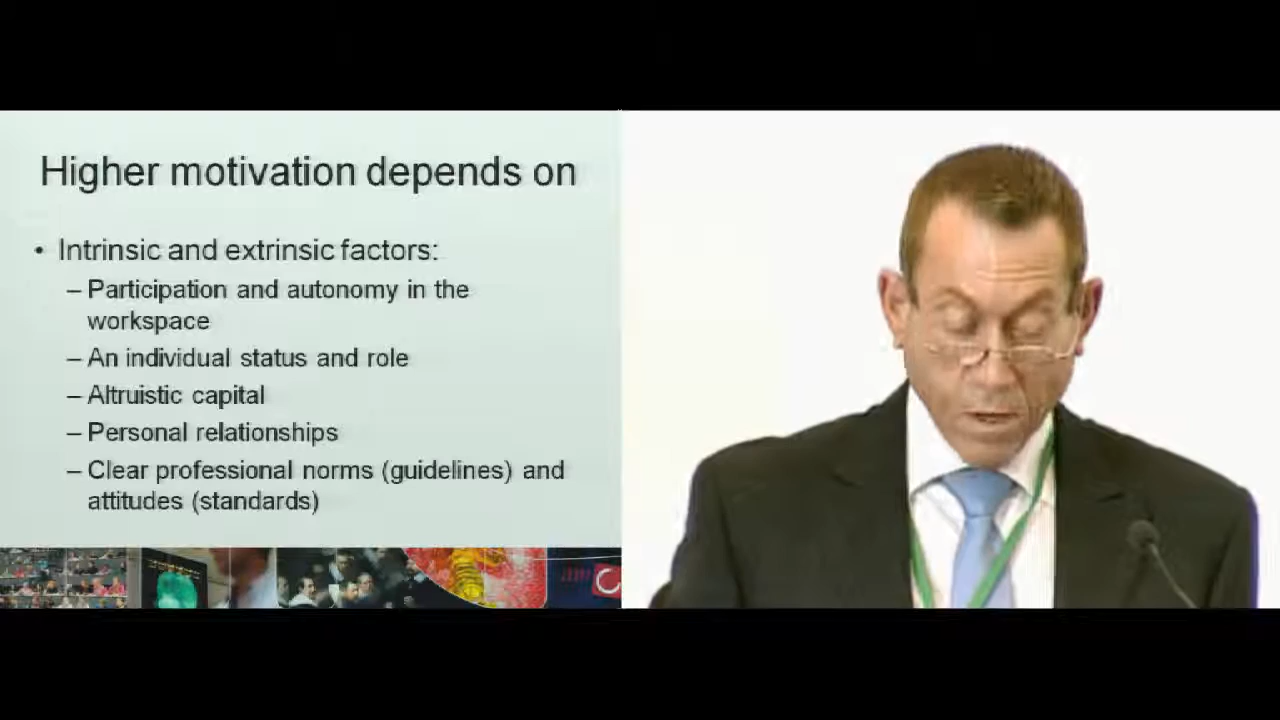 Higher motivation depends on
• Intrinsic and extrinsic factors:
– Participation and autonomy in the
workspace
– An individual status and role
– Altruistic capital
– Personal relationships
– Clear professional norms (guidelines) and
attitudes (standards)